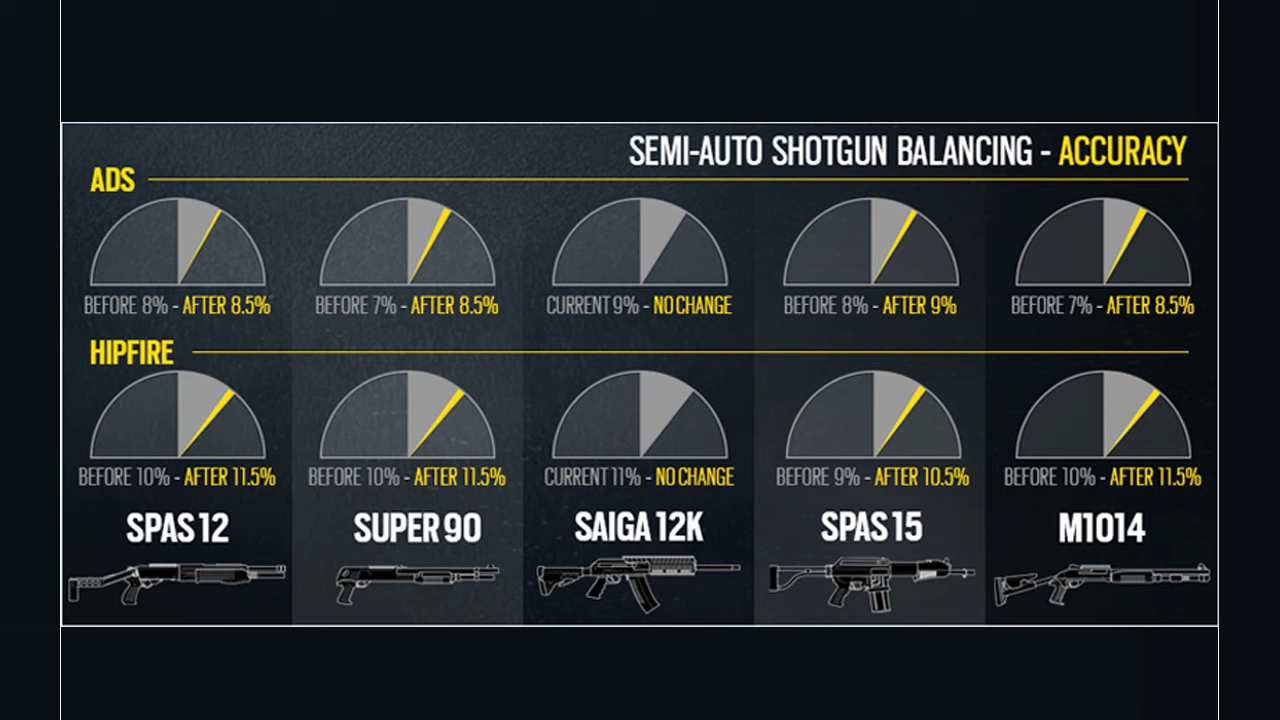 SEMI-AUTO SHOTGUN BALANCING - ACCURACY
ADS
BEFORE 8% - AFTER 8.5%
BEFORE 7% - AFTER 8.5%
CURRENT 9% - NO CHANGE
BEFORE 8% - AFTER 9%
BEFORE 7% - AFTER 8.5%
HIPFIRE
BEFORE 10% - AFTER 11.5%
BEFORE 10% - AFTER 11.5%
CURRENT 11% - NO CHANGE
BEFORE 9% - AFTER 10.5%
BEFORE 10% - AFTER 11.5%
SPAS 12
SUPER 90
SAIGA 12K
SPAS 15
M1014